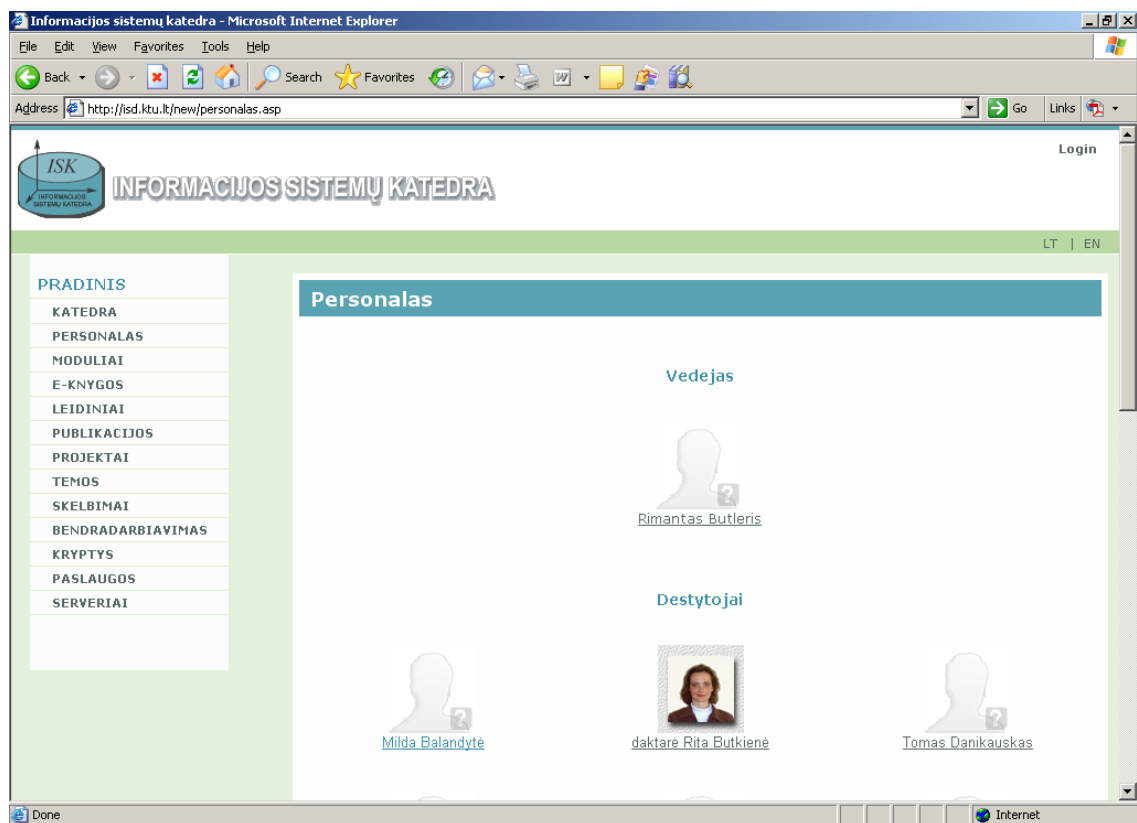 Informacijos sistemų katedra - Microsoft Internet Explorer
File Edit View Favorites Tools Help
Back Search Favorites
Address http://isd.ktu.lt/new/personalas.asp Go Links
Login
ISK
INFORMACIJOS
SISTEMŲ KATEDRA
INFORMACIJOS SISTEMŲ KATEDRA
LT | EN
PRADINIS
KATEDRA
PERSONALAS
MODULIAI
E-KNYGOS
LEIDINIAI
PUBLIKACIJOS
PROJEKTAI
TEMOS
SKELBIMAI
BENDRADARBIAVIMAS
KRYPTYS
PASLAUGOS
SERVERIAI
Personalas
Vedejas
Rimantas Butleris
Destytojai
Milda Balandytė daktarė Rita Butkienė Tomas Danikauskas
Done Internet